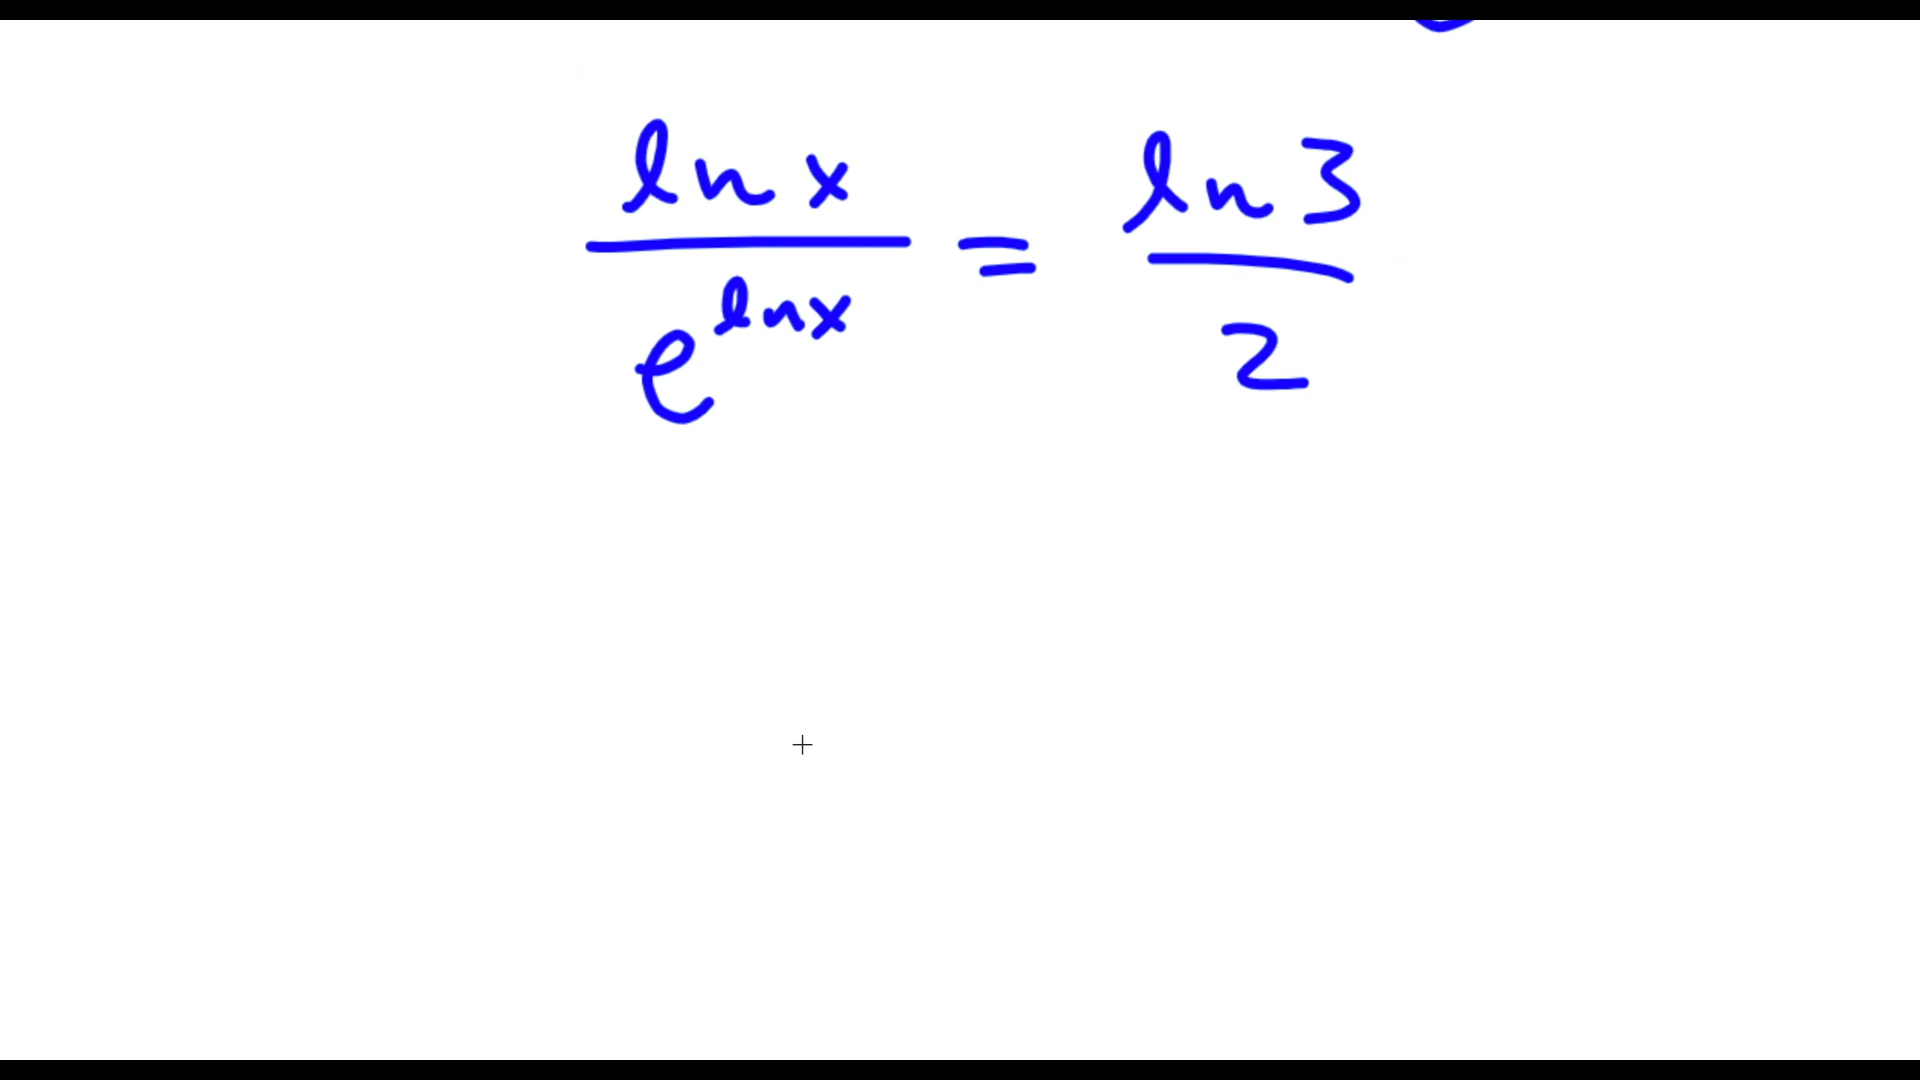 ln x / e^ln x = ln 3 / 2